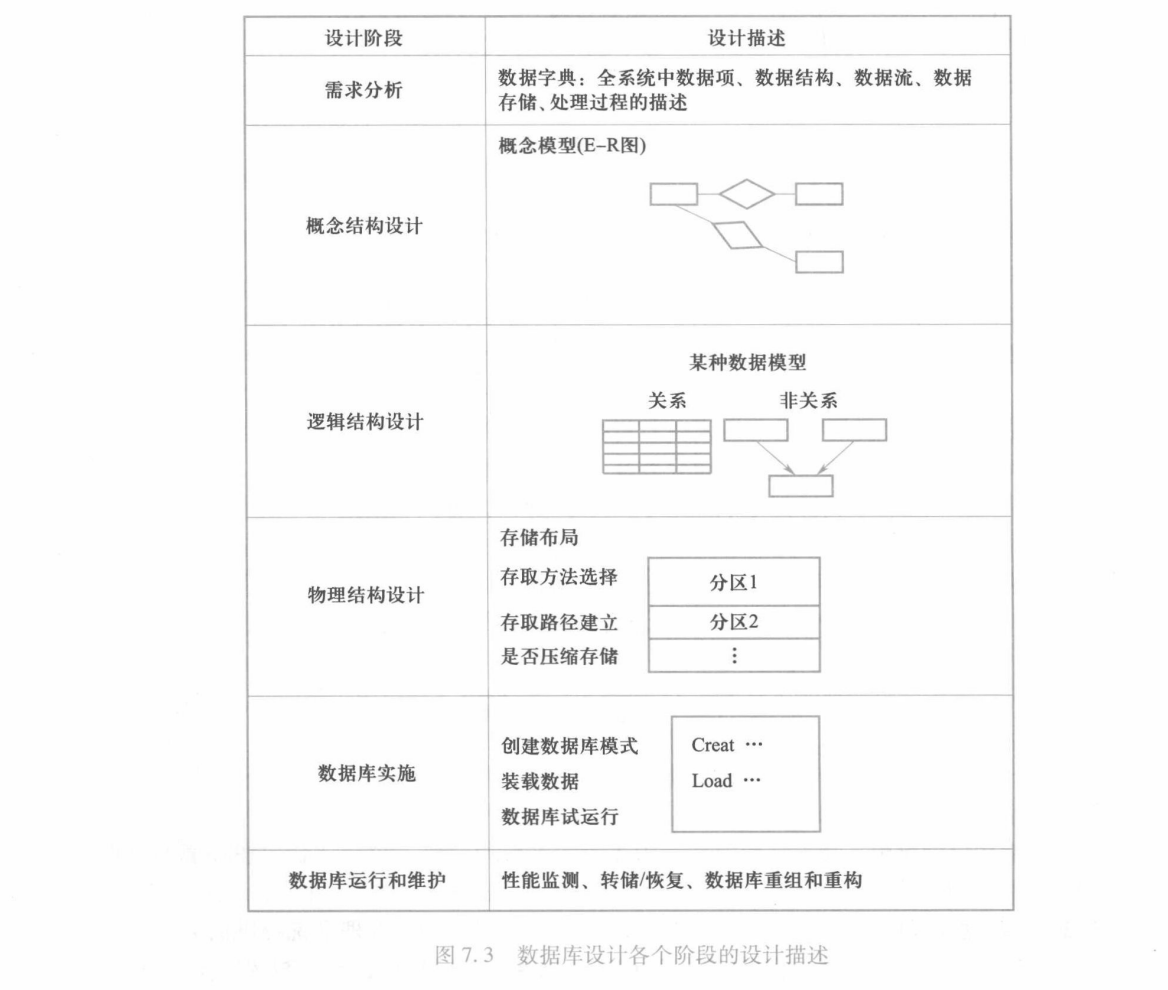 设计阶段
设计描述
需求分析
数据字典：全系统中数据项、数据结构、数据流、数据
存储、处理过程的描述
概念结构设计
概念模型(E–R图)
逻辑结构设计
某种数据模型
关系
非关系
物理结构设计
存储布局
存取方法选择
分区1
存取路径建立
分区2
是否压缩存储
⋮
数据库实施
创建数据库模式
Creat …
装载数据
Load …
数据库试运行
数据库运行和维护
性能监测、转储/恢复、数据库重组和重构
图 7.3 数据库设计各个阶段的设计描述